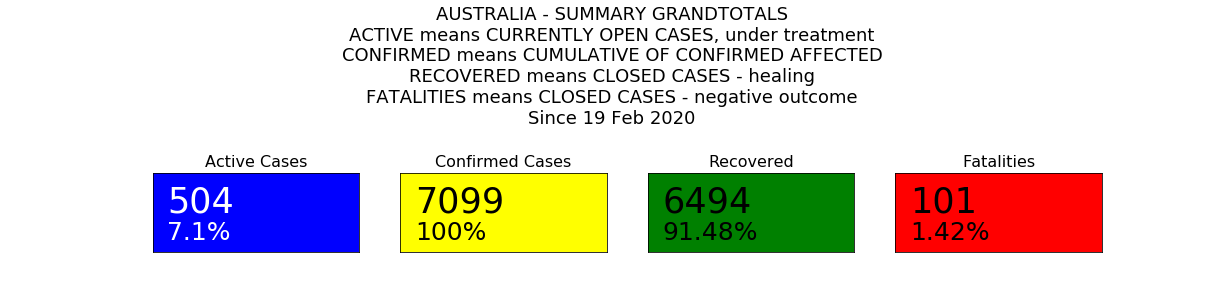 AUSTRALIA - SUMMARY GRANDTOTALS
ACTIVE means CURRENTLY OPEN CASES, under treatment
CONFIRMED means CUMULATIVE OF CONFIRMED AFFECTED
RECOVERED means CLOSED CASES - healing
FATALITIES means CLOSED CASES - negative outcome
Since 19 Feb 2020
Active Cases
504
7.1%
Confirmed Cases
7099
100%
Recovered
6494
91.48%
Fatalities
101
1.42%